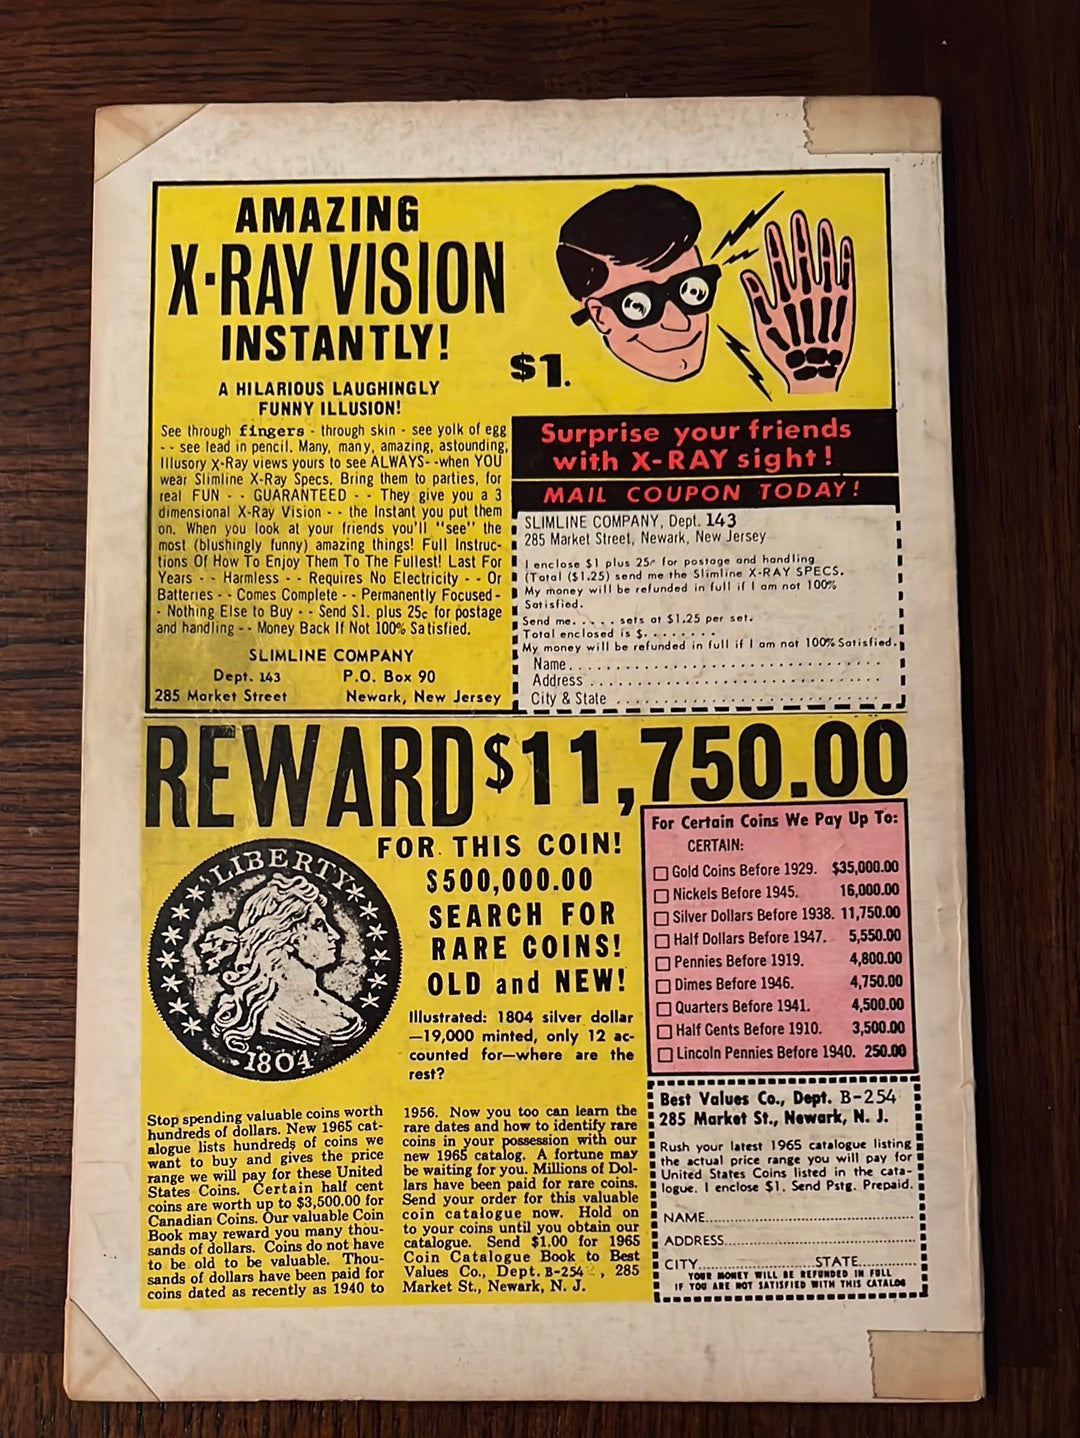 AMAZING
X-RAY VISION
INSTANTLY!
$1.
A HILARIOUS LAUGHINGLY
FUNNY ILLUSION!
See through fingers - through skin - see yolk of egg
- - see lead in pencil. Many, many, amazing, astounding,
Illusory X-Ray views yours to see ALWAYS- -when YOU
wear Slimline X-Ray Specs. Bring them to parties, for
real FUN - - GUARANTEED - - They give you a 3
dimensional X-Ray Vision - - the Instant you put them
on. When you look at your friends you'll "see" the
most (blushingly funny) amazing things! Full Instruc-
tions Of How To Enjoy Them To The Fullest! Last For
Years - - Harmless - - Requires No Electricity - - Or
Batteries - - Comes Complete - - Permanently Focused-
- Nothing Else to Buy - - Send $1. plus 25c for postage
and handling - - Money Back If Not 100% Satisfied.
SLIMLINE COMPANY
Dept. 143 P.O. Box 90
285 Market Street Newark, New Jersey
Surprise your friends
with X-RAY sight!
MAIL COUPON TODAY!
SLIMLINE COMPANY, Dept. 143
285 Market Street, Newark, New Jersey
I enclose $1 plus 25c for postage and handling
(Total ($1.25) send me the Slimline X-RAY SPECS.
My money will be refunded in full if I am not 100%
Satisfied.
Send me..... sets at $1.25 per set.
Total enclosed is $........
My money will be refunded in full if I am not 100% Satisfied.
Name....................................
Address.................................
City & State............................
REWARD $11,750.00
FOR THIS COIN!
$500,000.00
SEARCH FOR
RARE COINS!
OLD and NEW!
LIBERTY
1804
Illustrated: 1804 silver dollar
—19,000 minted, only 12 ac-
counted for—where are the
rest?
For Certain Coins We Pay Up To:
CERTAIN:
Gold Coins Before 1929. $35,000.00
Nickels Before 1945. 16,000.00
Silver Dollars Before 1938. 11,750.00
Half Dollars Before 1947. 5,550.00
Pennies Before 1919. 4,800.00
Dimes Before 1946. 4,750.00
Quarters Before 1941. 4,500.00
Half Cents Before 1910. 3,500.00
Lincoln Pennies Before 1940. 250.00
Stop spending valuable coins worth
hundreds of dollars. New 1965 cat-
alogue lists hundreds of coins we
want to buy and gives the price
range we will pay for these United
States Coins. Certain half cent
coins are worth up to $3,500.00 for
Canadian Coins. Our valuable Coin
Book may reward you many thou-
sands of dollars. Coins do not have
to be old to be valuable. Thou-
sands of dollars have been paid for
coins dated as recently as 1940 to
1956. Now you too can learn the
rare dates and how to identify rare
coins in your possession with our
new 1965 catalog. A fortune may
be waiting for you. Millions of Dol-
lars have been paid for rare coins.
Send your order for this valuable
coin catalogue now. Hold on
to your coins until you obtain our
catalogue. Send $1.00 for 1965
Coin Catalogue Book to Best
Values Co., Dept. B-254, 285
Market St., Newark, N. J.
Best Values Co., Dept. B-254
285 Market St., Newark, N. J.
Rush your latest 1965 catalogue listing
the actual price range you will pay for
United States Coins listed in the cata-
logue. I enclose $1. Send Pstg. Prepaid.
NAME....................................
ADDRESS.................................
CITY....................STATE...........
YOUR MONEY WILL BE REFUNDED IN FULL
IF YOU ARE NOT SATISFIED WITH THIS CATALOG